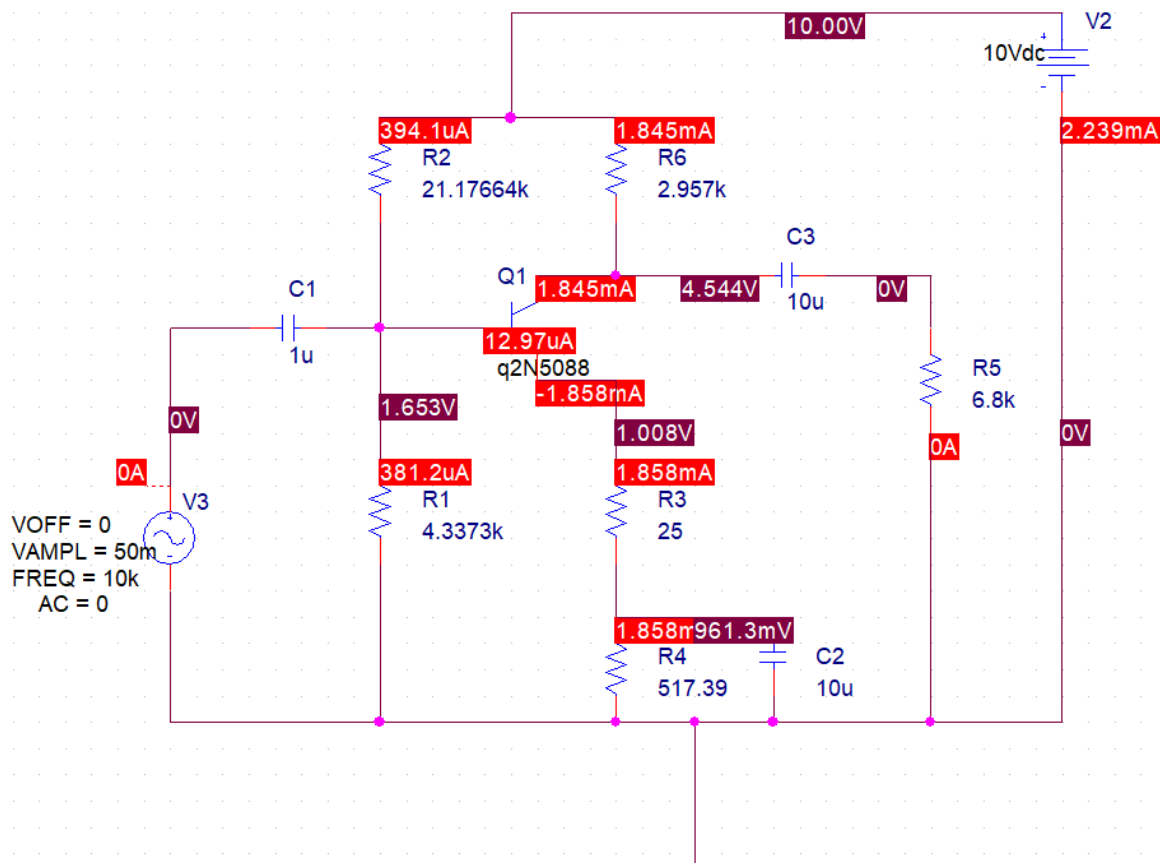 10.00V
V2
10Vdc
394.1uA
1.845mA
2.239mA
R2
21.17664k
R6
2.957k
C3
10u
Q1
C1
1u
1.845mA
4.544V
0V
12.97uA
q2N5088
-1.858mA
R5
6.8k
1.653V
0V
1.008V
0V
0A
381.2uA
1.858mA
0A
R1
4.3373k
R3
25
V3
VOFF = 0
VAMPL = 50m
FREQ = 10k
AC = 0
1.858m
961.3mV
R4
517.39
C2
10u